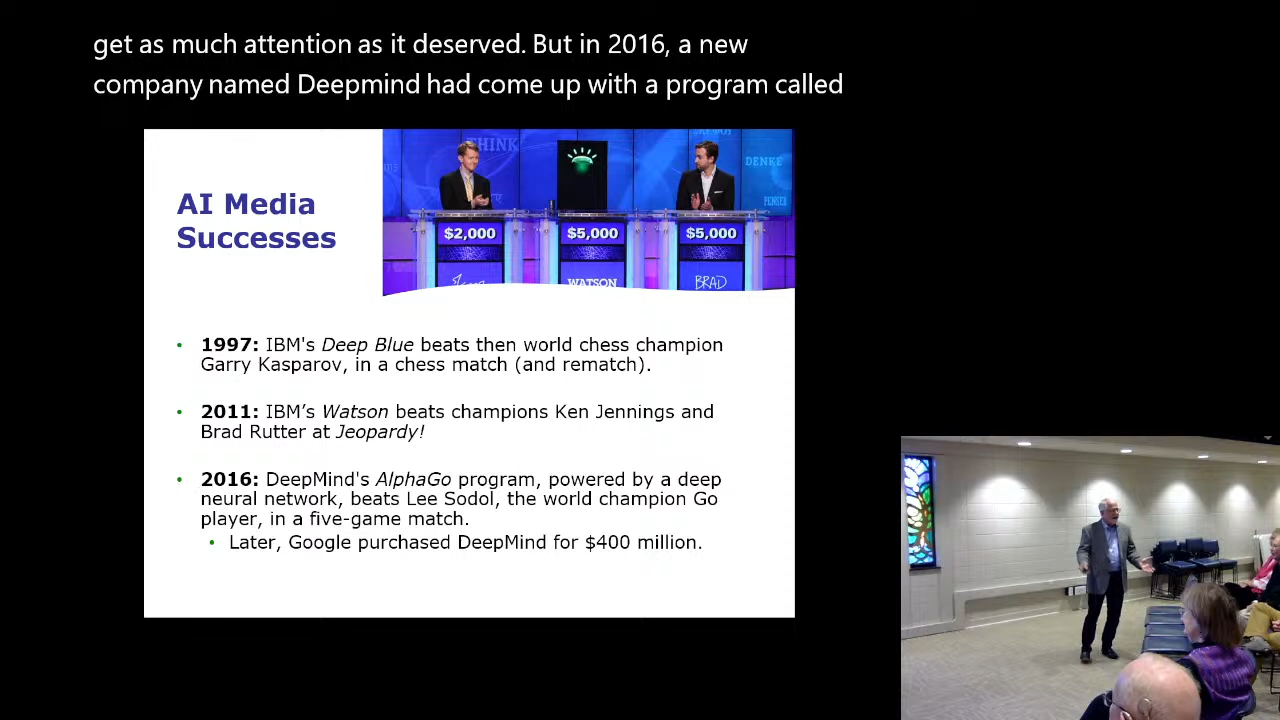 get as much attention as it deserved. But in 2016, a new
company named Deepmind had come up with a program called
THINK
DENKE
AI Media
Successes
$2,000
$5,000
$5,000
WATSON
BRAD
• 1997: IBM's Deep Blue beats then world chess champion
Garry Kasparov, in a chess match (and rematch).
• 2011: IBM’s Watson beats champions Ken Jennings and
Brad Rutter at Jeopardy!
• 2016: DeepMind's AlphaGo program, powered by a deep
neural network, beats Lee Sodol, the world champion Go
player, in a five-game match.
• Later, Google purchased DeepMind for $400 million.